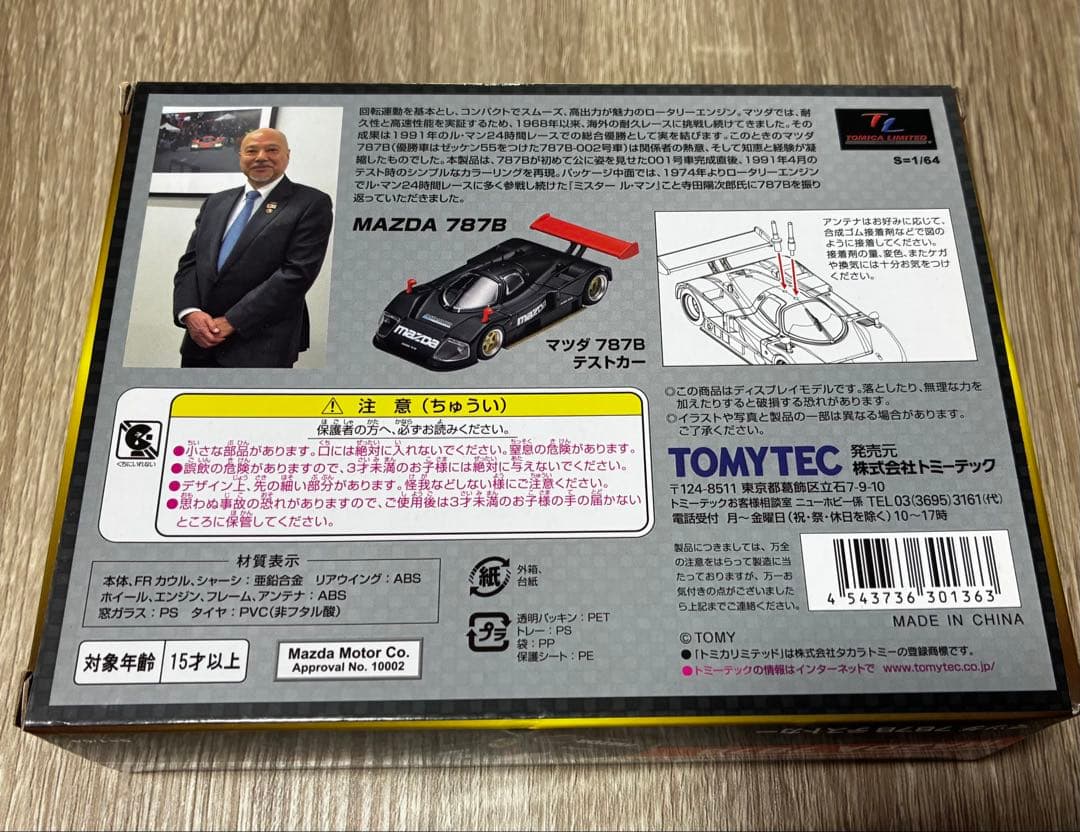 回転運動を基本とし、コンパクトでスムーズ、高出力が魅力のロータリーエンジン。マツダでは、耐
久性と高速性能を実証するため、1968年以来、海外の耐久レースに挑戦し続けてきました。その
成果は1991年のル・マン24時間レースでの総合優勝として実を結びます。このときのマツダ
787B(優勝車はゼッケン55をつけた787B-002号車)は関係者の熱意、そして知恵と経験が凝
縮したものでした。本製品は、787Bが初めて公に姿を見せた001号車完成直後、1991年4月の
テスト時のシンプルなカラーリングを再現。パッケージ中面では、1974年よりロータリーエンジン
でル・マン24時間レースに多く参戦し続けた「ミスター ル・マン」こと寺田陽次郎氏に787Bを振り
返っていただきました。
TL
TOMICA LIMITED
S=1/64
MAZDA 787B
mazda
mazda
マツダ 787B
テストカー
アンテナはお好みに応じて、
合成ゴム接着剤などで図の
ように接着してください。
接着剤の量、変色、またケガ
や換気には十分お気をつけ
ください。
くちにいれない
注 意(ちゅうい)
保護者の方へ、必ずお読みください。
●小さな部品があります。口には絶対に入れないでください。窒息の危険があります。
●誤飲の危険がありますので、3才未満のお子様には絶対に与えないでください。
●デザイン上、先の細い部分があります。怪我などしない様にご注意ください。
●思わぬ事故の恐れがありますので、ご使用後は3才未満のお子様の手の届かない
ところに保管してください。
◎この商品はディスプレイモデルです。落としたり、無理な力を
加えたりすると破損する恐れがあります。
◎イラストや写真と製品の一部は異なる場合があります。
ご了承ください。
TOMYTEC 発売元
株式会社トミーテック
〒124-8511 東京都葛飾区立石7-9-10
トミーテックお客様相談室 ニューホビー係 TEL 03(3695)3161(代)
電話受付 月～金曜日(祝・祭・休日を除く)10～17時
製品につきましては、万全
の注意をはらって製造に当
たっておりますが、万一お
気付きの点がございました
ら上記までご連絡ください。
4 543736 301363
MADE IN CHINA
材質表示
本体、FR カウル、シャーシ:亜鉛合金 リアウイング:ABS
ホイール、エンジン、フレーム、アンテナ:ABS
窓ガラス:PS タイヤ:PVC(非フタル酸)
紙
外箱、
台紙
プラ
透明パッキン:PET
トレー:PS
袋:PP
保護シート:PE
対象年齢 15才以上
Mazda Motor Co.
Approval No. 10002
©TOMY
●「トミカリミテッド」は株式会社タカラトミーの登録商標です。
●トミーテックの情報はインターネットで www.tomytec.co.jp/
マツダ 787B テストカー